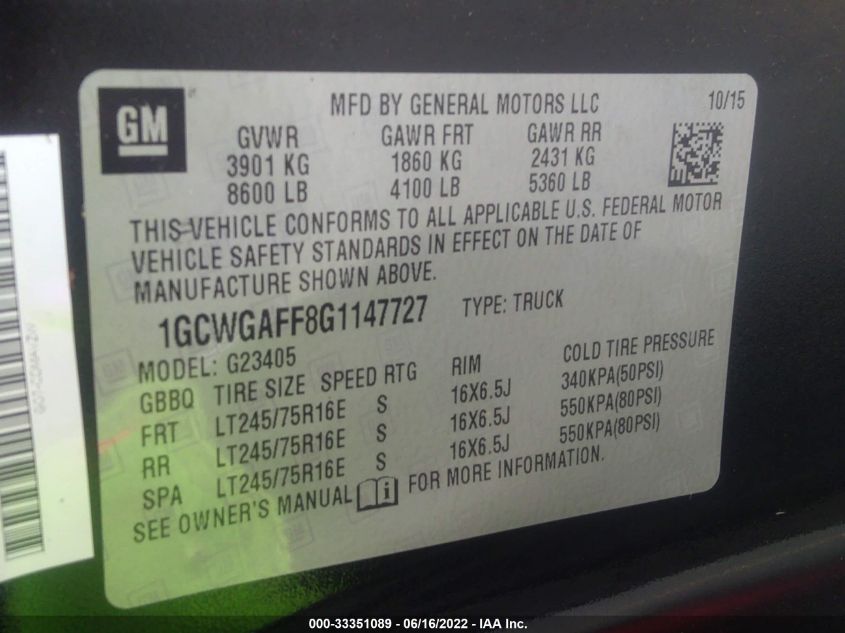 GM
MFD BY GENERAL MOTORS LLC 10/15
GVWR GAWR FRT GAWR RR
3901 KG 1860 KG 2431 KG
8600 LB 4100 LB 5360 LB
THIS VEHICLE CONFORMS TO ALL APPLICABLE U.S. FEDERAL MOTOR
VEHICLE SAFETY STANDARDS IN EFFECT ON THE DATE OF
MANUFACTURE SHOWN ABOVE.
1GCWGAFF8G1147727 TYPE: TRUCK
MODEL: G23405
GBBQ TIRE SIZE SPEED RTG RIM COLD TIRE PRESSURE
FRT LT245/75R16E S 16X6.5J 340KPA(50PSI)
RR LT245/75R16E S 16X6.5J 550KPA(80PSI)
SPA LT245/75R16E S 16X6.5J 550KPA(80PSI)
SEE OWNER'S MANUAL FOR MORE INFORMATION.
000-33351089 - 06/16/2022 - IAA Inc.